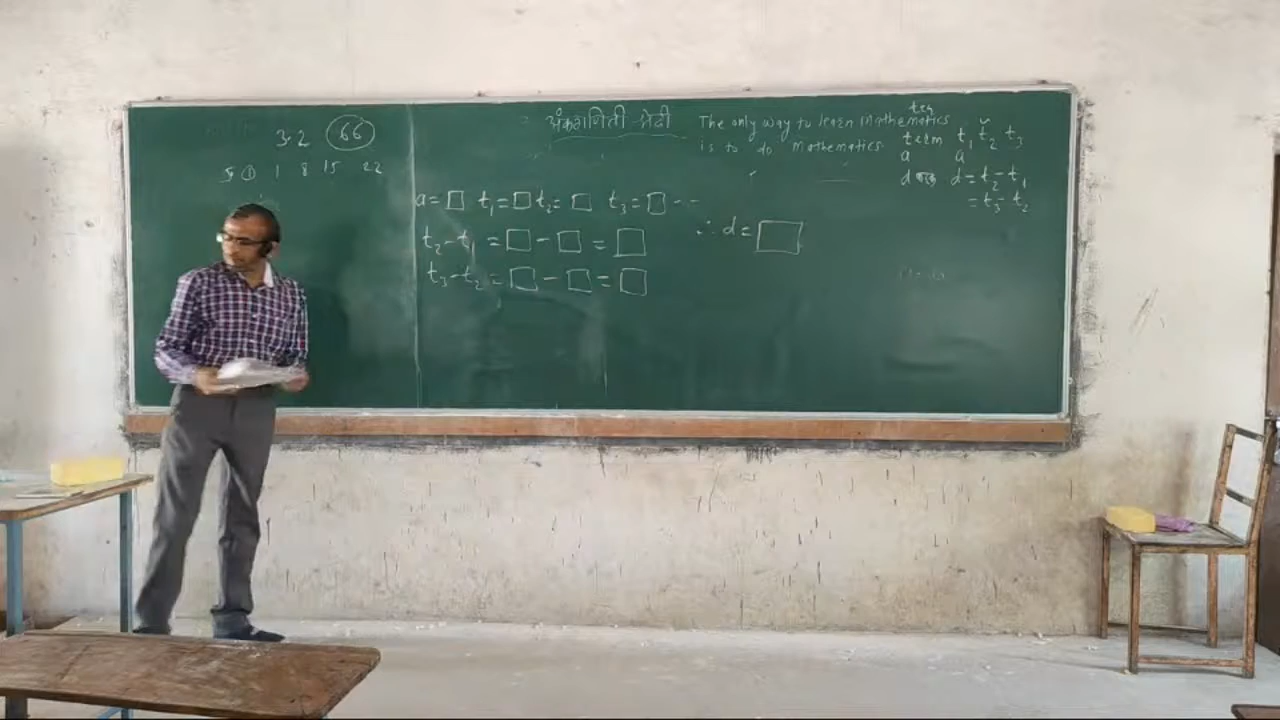 3.2 66
① 1 8 15 22
अंकगणिती श्रेढी
The only way to learn Mathematics
is to do Mathematics
term t₁ t₂ t₃
a a
d d = t₂ - t₁
= t₃ - t₂
a = □ t₁ = □ t₂ = □ t₃ = □ - -
t₂ - t₁ = □ - □ = □
∴ d = □
t₃ - t₂ = □ - □ = □